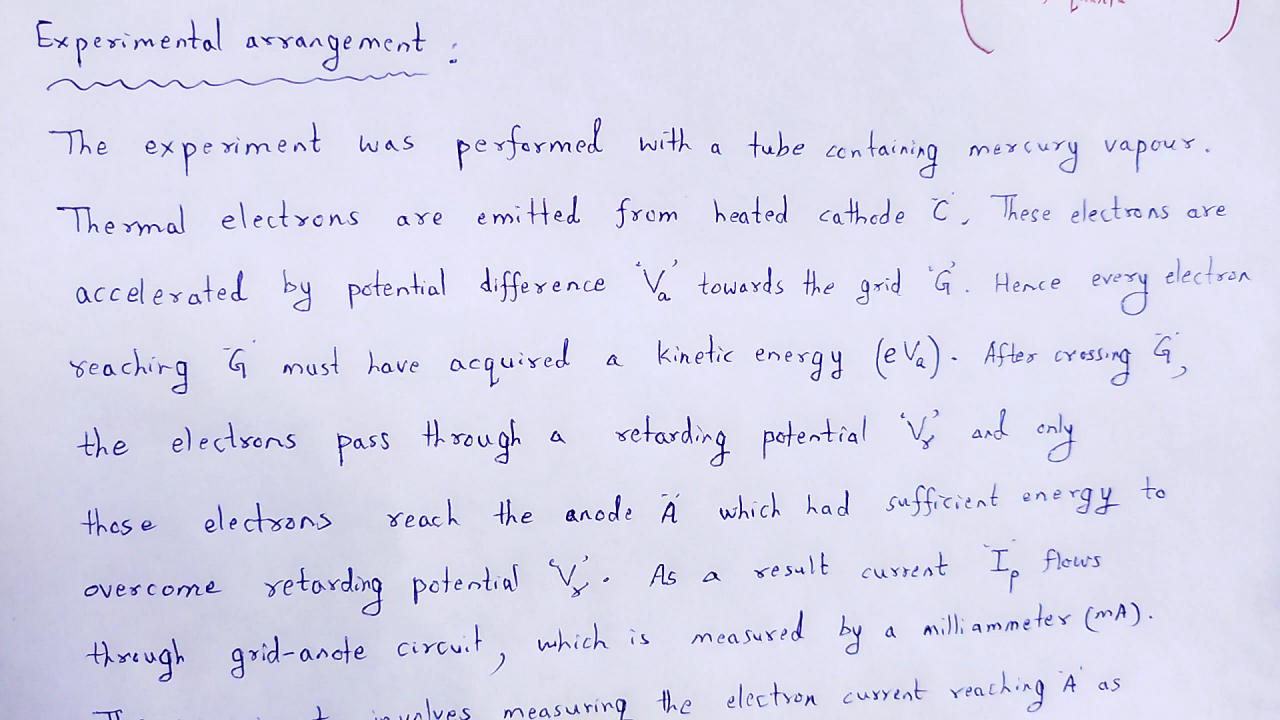 Experimental arrangement :
The experiment was performed with a tube containing mercury vapour.
Thermal electrons are emitted from heated cathode 'C'. These electrons are
accelerated by potential difference 'Va' towards the grid 'G'. Hence every electron
reaching 'G' must have acquired a kinetic energy (eVa). After crossing 'G',
the electrons pass through a retarding potential 'Vr' and only
those electrons reach the anode 'A' which had sufficient energy to
overcome retarding potential 'Vr'. As a result current Ip flows
through grid-anote circuit, which is measured by a milliammeter (mA).
involves measuring the electron current reaching 'A' as